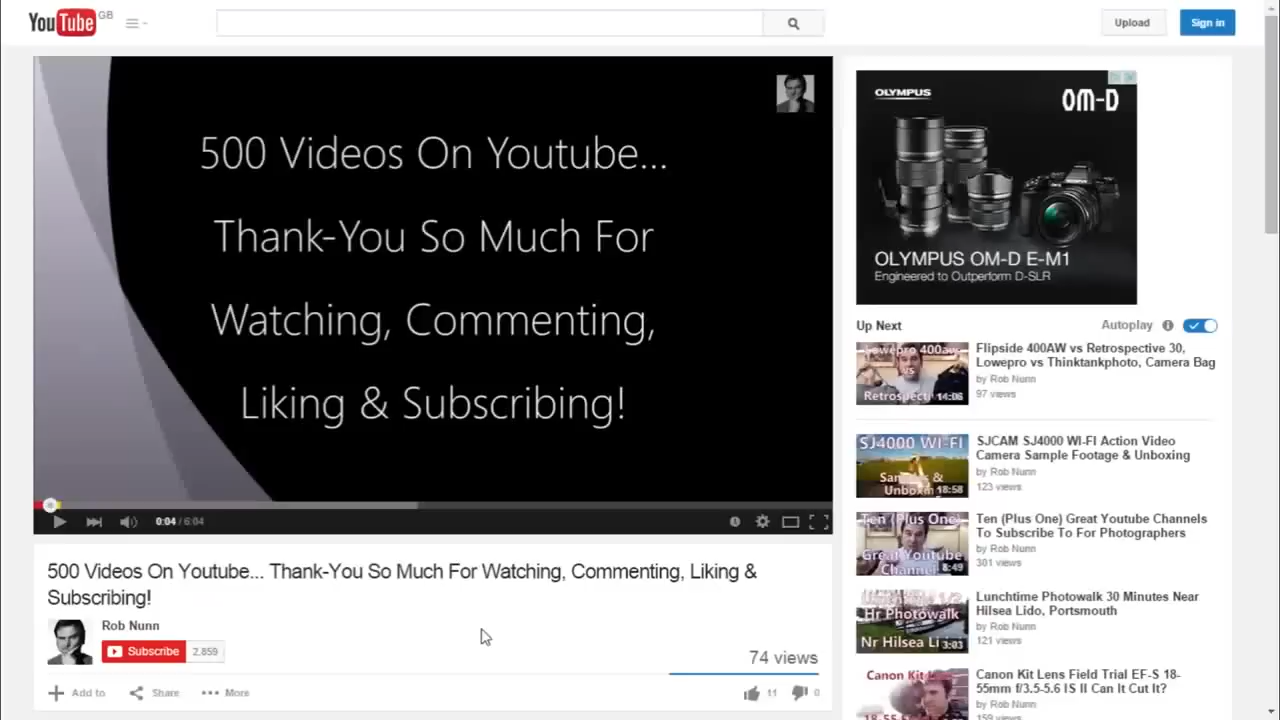 YouTube GB
Upload
Sign in
500 Videos On Youtube...
Thank-You So Much For
Watching, Commenting,
Liking & Subscribing!
0:04 / 6:04
500 Videos On Youtube... Thank-You So Much For Watching, Commenting, Liking &
Subscribing!
Rob Nunn
Subscribe 2,859
74 views
Add to Share More
11 0
OLYMPUS OM-D
OLYMPUS OM-D E-M1
Engineered to Outperform D-SLR
Up Next Autoplay
Lowepro 400aw
vs
14:06
Flipside 400AW vs Retrospective 30,
Lowepro vs Thinktankphoto, Camera Bag
by Rob Nunn
97 views
SJ4000 WI-FI
18:58
SJCAM SJ4000 WI-FI Action Video
Camera Sample Footage & Unboxing
by Rob Nunn
123 views
Ten (Plus One)
Great Youtube
8:49
Ten (Plus One) Great Youtube Channels
To Subscribe To For Photographers
by Rob Nunn
301 views
Hr Photowalk
Nr Hilsea
3:03
Lunchtime Photowalk 30 Minutes Near
Hilsea Lido, Portsmouth
by Rob Nunn
121 views
Canon Kit
18-55
Canon Kit Lens Field Trial EF-S 18-
55mm f/3.5-5.6 IS II Can It Cut It?
by Rob Nunn
159 views